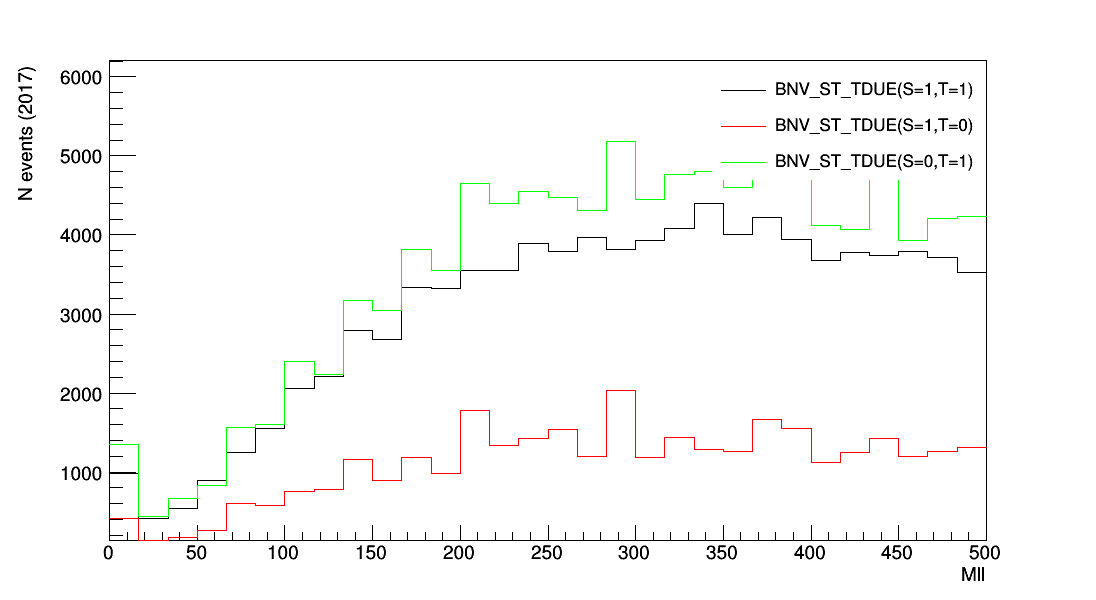 N events (2017)
6000
5000
4000
3000
2000
1000
BNV_ST_TDUE(S=1,T=1)
BNV_ST_TDUE(S=1,T=0)
BNV_ST_TDUE(S=0,T=1)
0 50 100 150 200 250 300 350 400 450 500
Mll